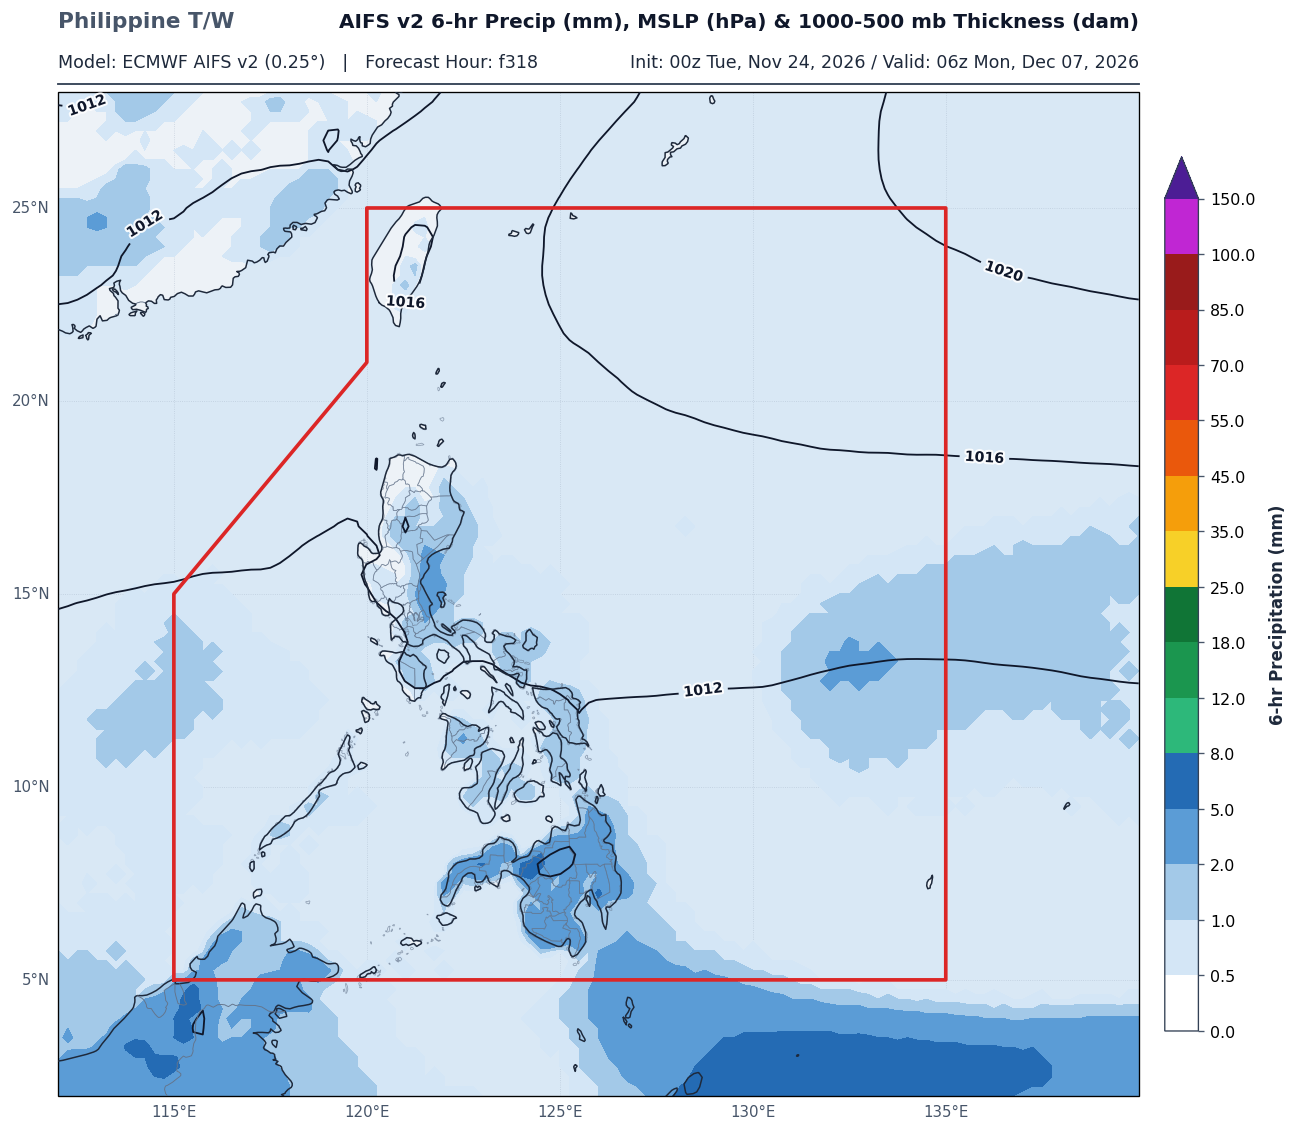 Philippine T/W
AIFS v2 6-hr Precip (mm), MSLP (hPa) & 1000-500 mb Thickness (dam)
Model: ECMWF AIFS v2 (0.25°) | Forecast Hour: f318
Init: 00z Tue, Nov 24, 2026 / Valid: 06z Mon, Dec 07, 2026
1012
1012
1016
1020
1016
1012
25°N
20°N
15°N
10°N
5°N
115°E
120°E
125°E
130°E
135°E
150.0
100.0
85.0
70.0
55.0
45.0
35.0
25.0
18.0
12.0
8.0
5.0
2.0
1.0
0.5
0.0
6-hr Precipitation (mm)